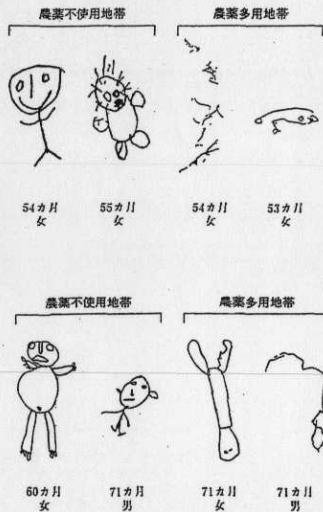 農薬不使用地帯 農薬多用地帯
54カ月 55カ月 54カ月 53カ月
女 女 女 女
農薬不使用地帯 農薬多用地帯
60カ月 71カ月 71カ月 71カ月
女 男 女 男